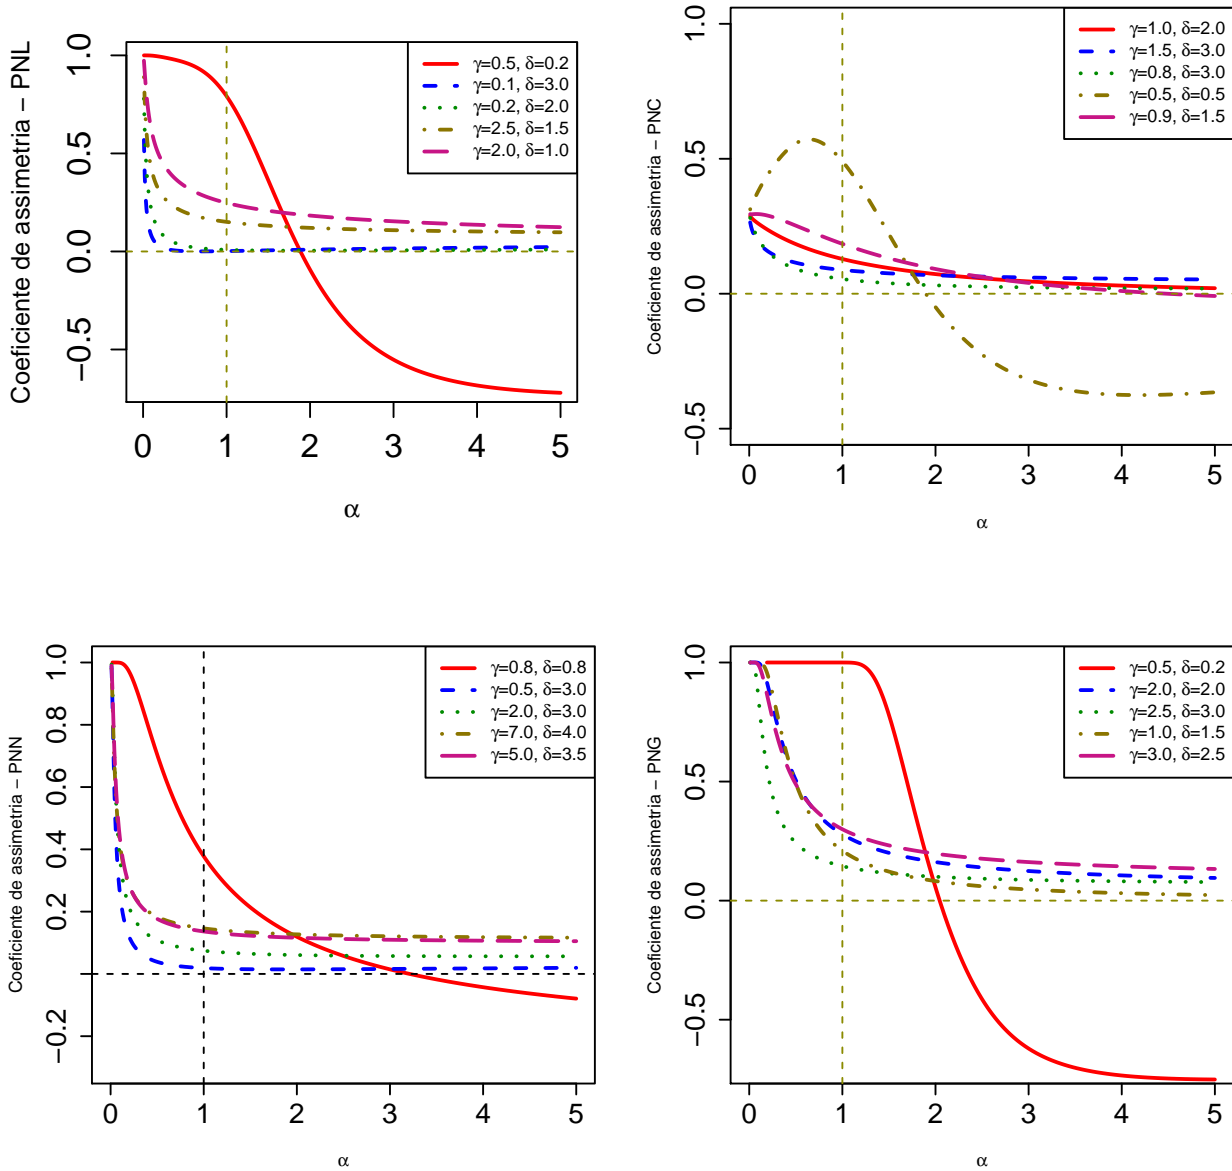 Coeficiente de assimetria – PNL
1.0
0.5
0.0
−0.5
0 1 2 3 4 5
α
γ=0.5, δ=0.2
γ=0.1, δ=3.0
γ=0.2, δ=2.0
γ=2.5, δ=1.5
γ=2.0, δ=1.0
Coeficiente de assimetria – PNC
1.0
0.5
0.0
−0.5
0 1 2 3 4 5
α
γ=1.0, δ=2.0
γ=1.5, δ=3.0
γ=0.8, δ=3.0
γ=0.5, δ=0.5
γ=0.9, δ=1.5
Coeficiente de assimetria – PNN
1.0
0.8
0.6
0.4
0.2
−0.2
0 1 2 3 4 5
α
γ=0.8, δ=0.8
γ=0.5, δ=3.0
γ=2.0, δ=3.0
γ=7.0, δ=4.0
γ=5.0, δ=3.5
Coeficiente de assimetria – PNG
1.0
0.5
0.0
−0.5
0 1 2 3 4 5
α
γ=0.5, δ=0.2
γ=2.0, δ=2.0
γ=2.5, δ=3.0
γ=1.0, δ=1.5
γ=3.0, δ=2.5